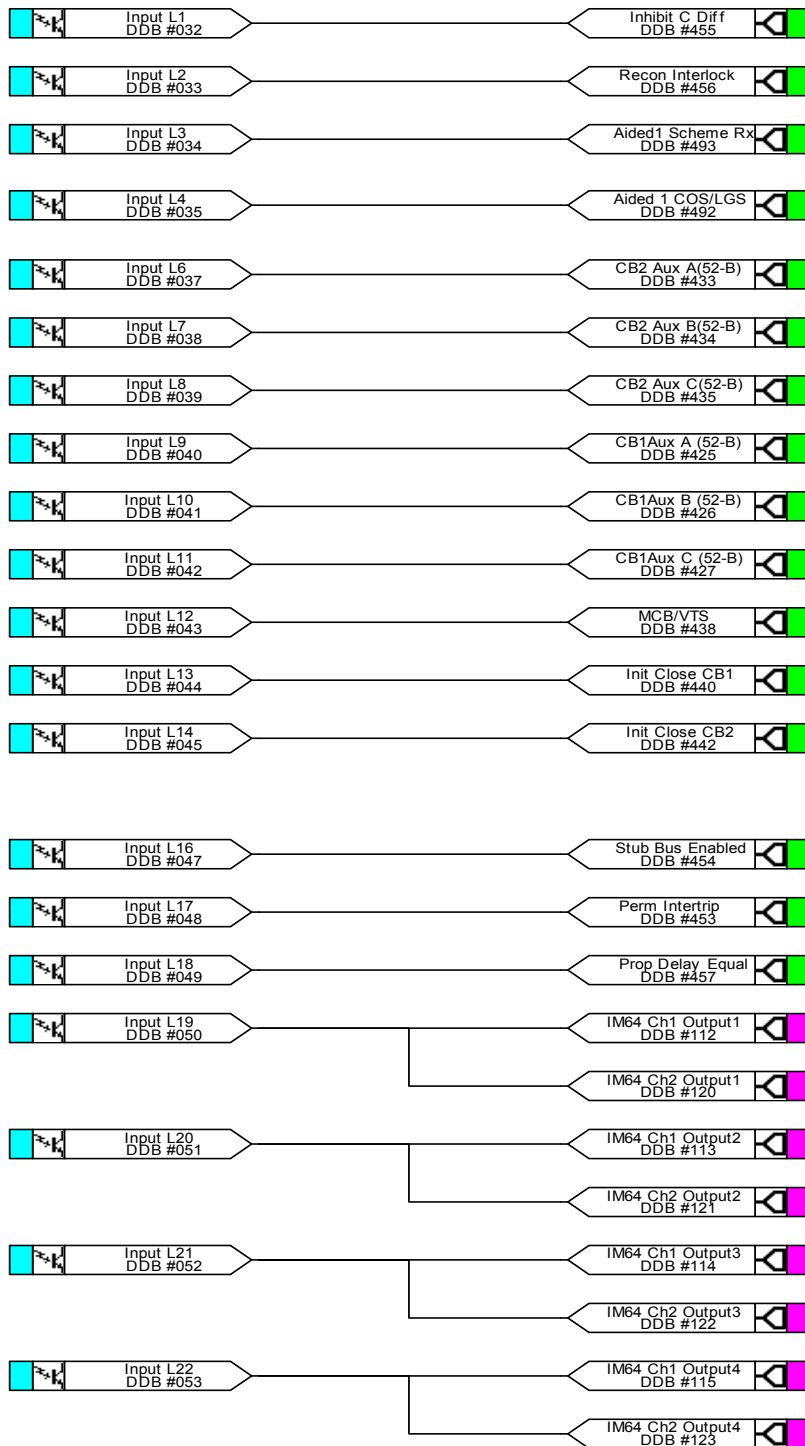 Input L1 Inhibit C Diff
DDB #032 DDB #455
Input L2 Recon Interlock
DDB #033 DDB #456
Input L3 Aided1 Scheme Rx
DDB #034 DDB #493
Input L4 Aided 1 COS/LGS
DDB #035 DDB #492
Input L6 CB2 Aux A(52-B)
DDB #037 DDB #433
Input L7 CB2 Aux B(52-B)
DDB #038 DDB #434
Input L8 CB2 Aux C(52-B)
DDB #039 DDB #435
Input L9 CB1Aux A (52-B)
DDB #040 DDB #425
Input L10 CB1Aux B (52-B)
DDB #041 DDB #426
Input L11 CB1Aux C (52-B)
DDB #042 DDB #427
Input L12 MCB/VTS
DDB #043 DDB #438
Input L13 Init Close CB1
DDB #044 DDB #440
Input L14 Init Close CB2
DDB #045 DDB #442
Input L16 Stub Bus Enabled
DDB #047 DDB #454
Input L17 Perm Intertrip
DDB #048 DDB #453
Input L18 Prop Delay Equal
DDB #049 DDB #457
Input L19 IM64 Ch1 Output1
DDB #050 DDB #112
IM64 Ch2 Output1
DDB #120
Input L20 IM64 Ch1 Output2
DDB #051 DDB #113
IM64 Ch2 Output2
DDB #121
Input L21 IM64 Ch1 Output3
DDB #052 DDB #114
IM64 Ch2 Output3
DDB #122
Input L22 IM64 Ch1 Output4
DDB #053 DDB #115
IM64 Ch2 Output4
DDB #123